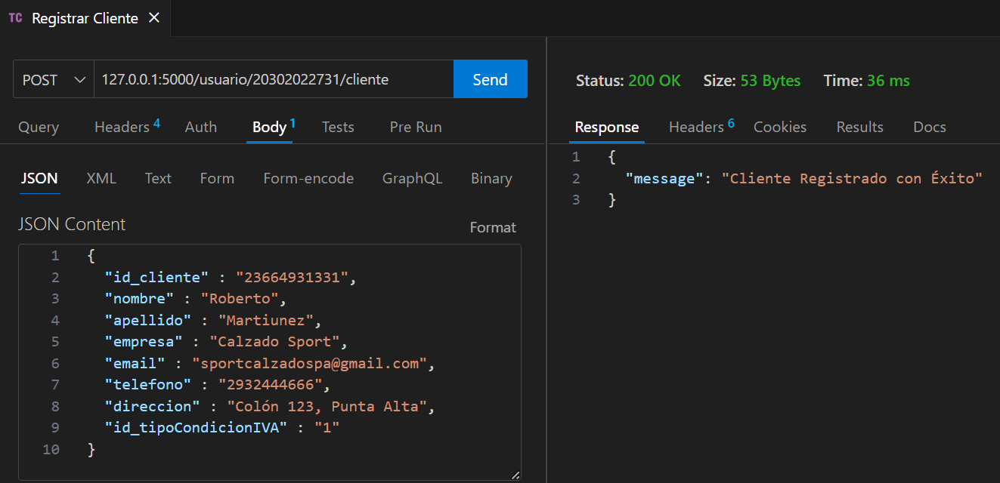 TC Registrar Cliente ×
POST 127.0.0.1:5000/usuario/20302022731/cliente Send
Query Headers 4 Auth Body 1 Tests Pre Run
JSON XML Text Form Form-encode GraphQL Binary
JSON Content Format
1 {
2 "id_cliente" : "23664931331",
3 "nombre" : "Roberto",
4 "apellido" : "Martiunez",
5 "empresa" : "Calzado Sport",
6 "email" : "sportcalzadospa@gmail.com",
7 "telefono" : "2932444666",
8 "direccion" : "Colón 123, Punta Alta",
9 "id_tipoCondicionIVA" : "1"
10 }
Status: 200 OK Size: 53 Bytes Time: 36 ms
Response Headers 6 Cookies Results Docs
1 {
2 "message": "Cliente Registrado con Éxito"
3 }